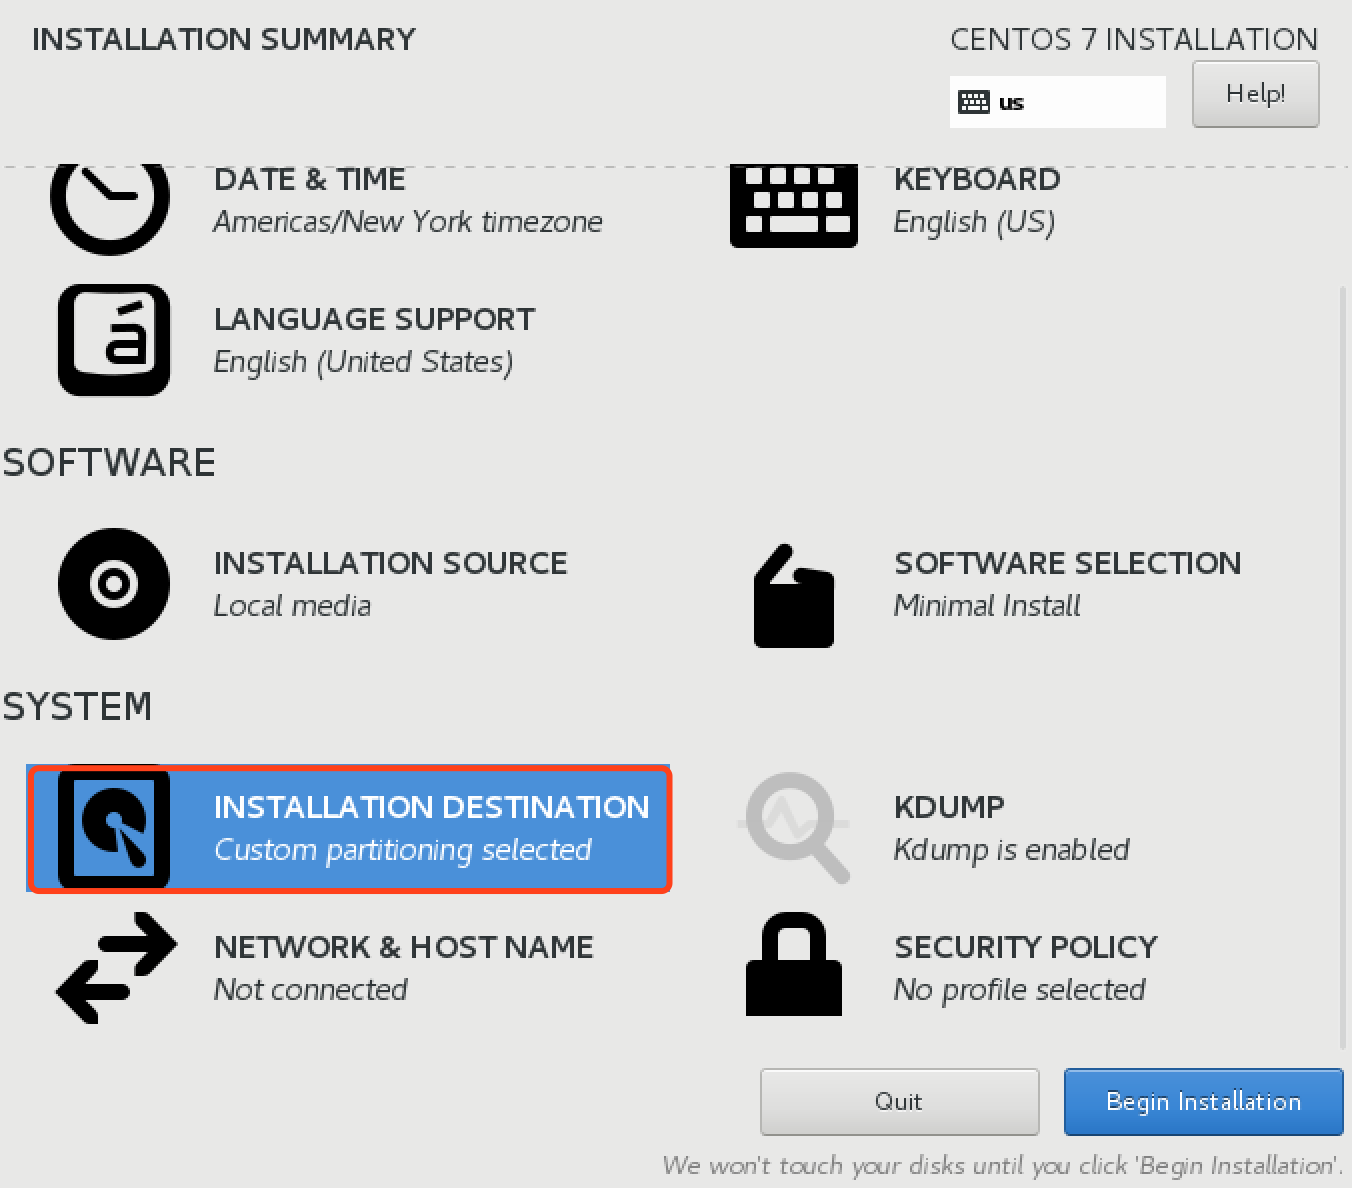 INSTALLATION SUMMARY
CENTOS 7 INSTALLATION
us
Help!
DATE & TIME
Americas/New York timezone
KEYBOARD
English (US)
á
LANGUAGE SUPPORT
English (United States)
SOFTWARE
INSTALLATION SOURCE
Local media
SOFTWARE SELECTION
Minimal Install
SYSTEM
INSTALLATION DESTINATION
Custom partitioning selected
KDUMP
Kdump is enabled
NETWORK & HOST NAME
Not connected
SECURITY POLICY
No profile selected
Quit
Begin Installation
We won't touch your disks until you click 'Begin Installation'.